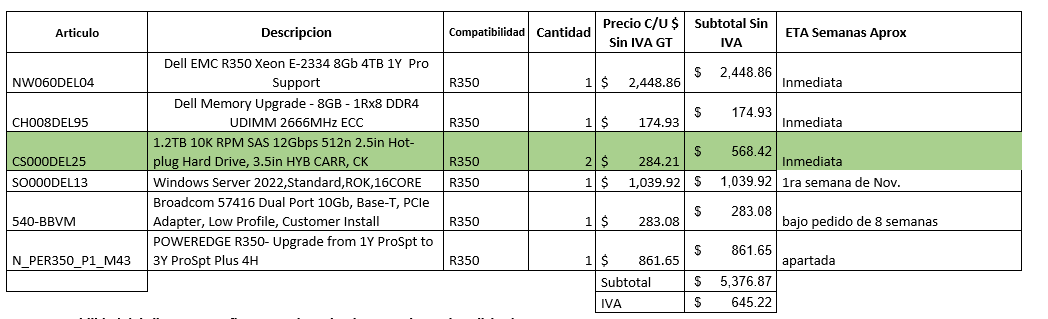 Articulo Descripcion Compatibilidad Cantidad Precio C/U $ Sin IVA GT Subtotal Sin IVA ETA Semanas Aprox
NW060DEL04 Dell EMC R350 Xeon E-2334 8Gb 4TB 1Y Pro Support R350 1 $ 2,448.86 $ 2,448.86 Inmediata
CH008DEL95 Dell Memory Upgrade - 8GB - 1Rx8 DDR4 UDIMM 2666MHz ECC R350 1 $ 174.93 $ 174.93 Inmediata
CS000DEL25 1.2TB 10K RPM SAS 12Gbps 512n 2.5in Hot-plug Hard Drive, 3.5in HYB CARR, CK R350 2 $ 284.21 $ 568.42 Inmediata
SO000DEL13 Windows Server 2022,Standard,ROK,16CORE R350 1 $ 1,039.92 $ 1,039.92 1ra semana de Nov.
540-BBVM Broadcom 57416 Dual Port 10Gb, Base-T, PCIe Adapter, Low Profile, Customer Install R350 1 $ 283.08 $ 283.08 bajo pedido de 8 semanas
N_PER350_P1_M43 POWEREDGE R350- Upgrade from 1Y ProSpt to 3Y ProSpt Plus 4H R350 1 $ 861.65 $ 861.65 apartada
Subtotal $ 5,376.87
IVA $ 645.22